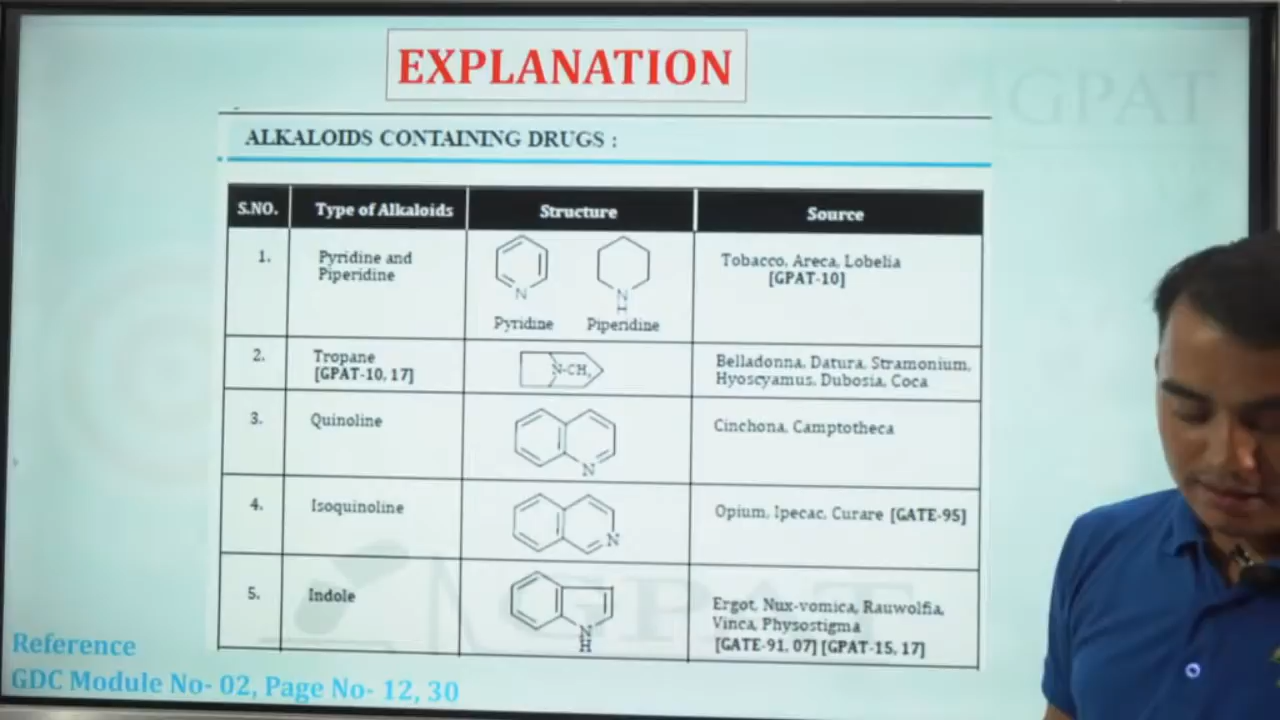 EXPLANATION
GPAT
ALKALOIDS CONTAINING DRUGS :
S.NO. Type of Alkaloids Structure Source
1. Pyridine and Piperidine
N
N
H
Pyridine Piperidine
Tobacco, Areca, Lobelia
[GPAT-10]
2. Tropane
[GPAT-10, 17]
N-CH3
Belladonna, Datura, Stramonium,
Hyoscyamus, Dubosia, Coca
3. Quinoline
N
Cinchona, Camptotheca
4. Isoquinoline
N
Opium, Ipecac, Curare [GATE-95]
5. Indole
N
H
Ergot, Nux-vomica, Rauwolfia,
Vinca, Physostigma
[GATE-91, 07] [GPAT-15, 17]
GPAT
Reference
GDC Module No- 02, Page No- 12, 30